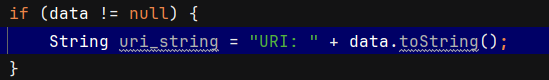 if (data != null) {
    String uri_string = "URI: " + data.toString();
}